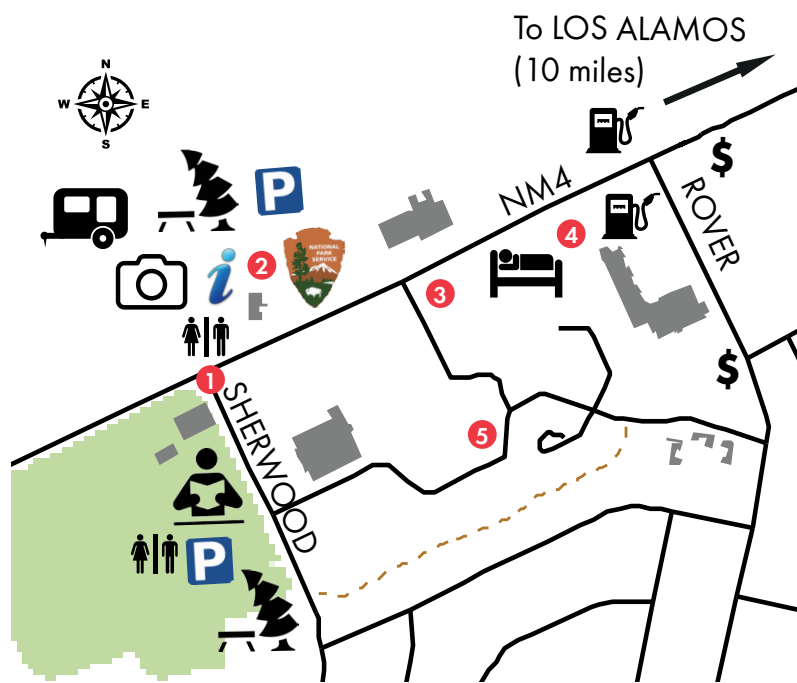 To LOS ALAMOS
(10 miles)
N
W E
S
P
NM4
$
ROVER
4
2
NATIONAL
PARK
SERVICE
i
3
1
SHERWOOD
$
5
P